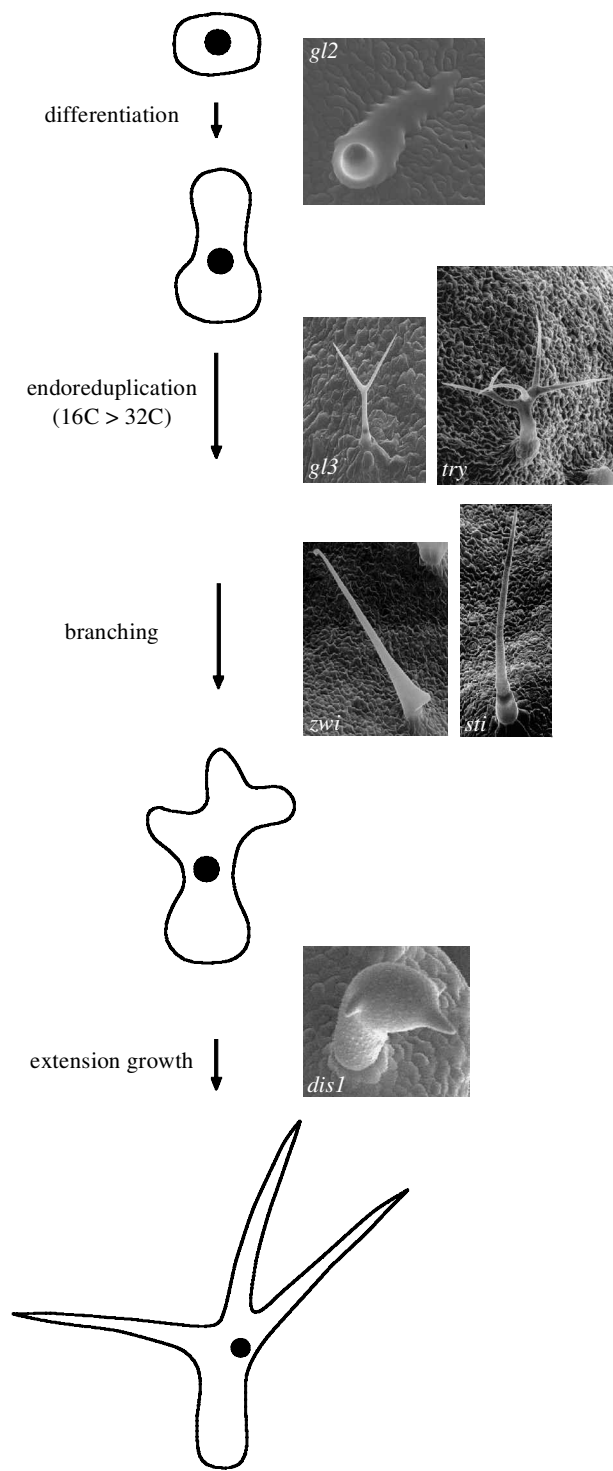 gl2
differentiation
endoreduplication
(16C > 32C)
gl3
try
branching
zwi
sti
extension growth
dis1